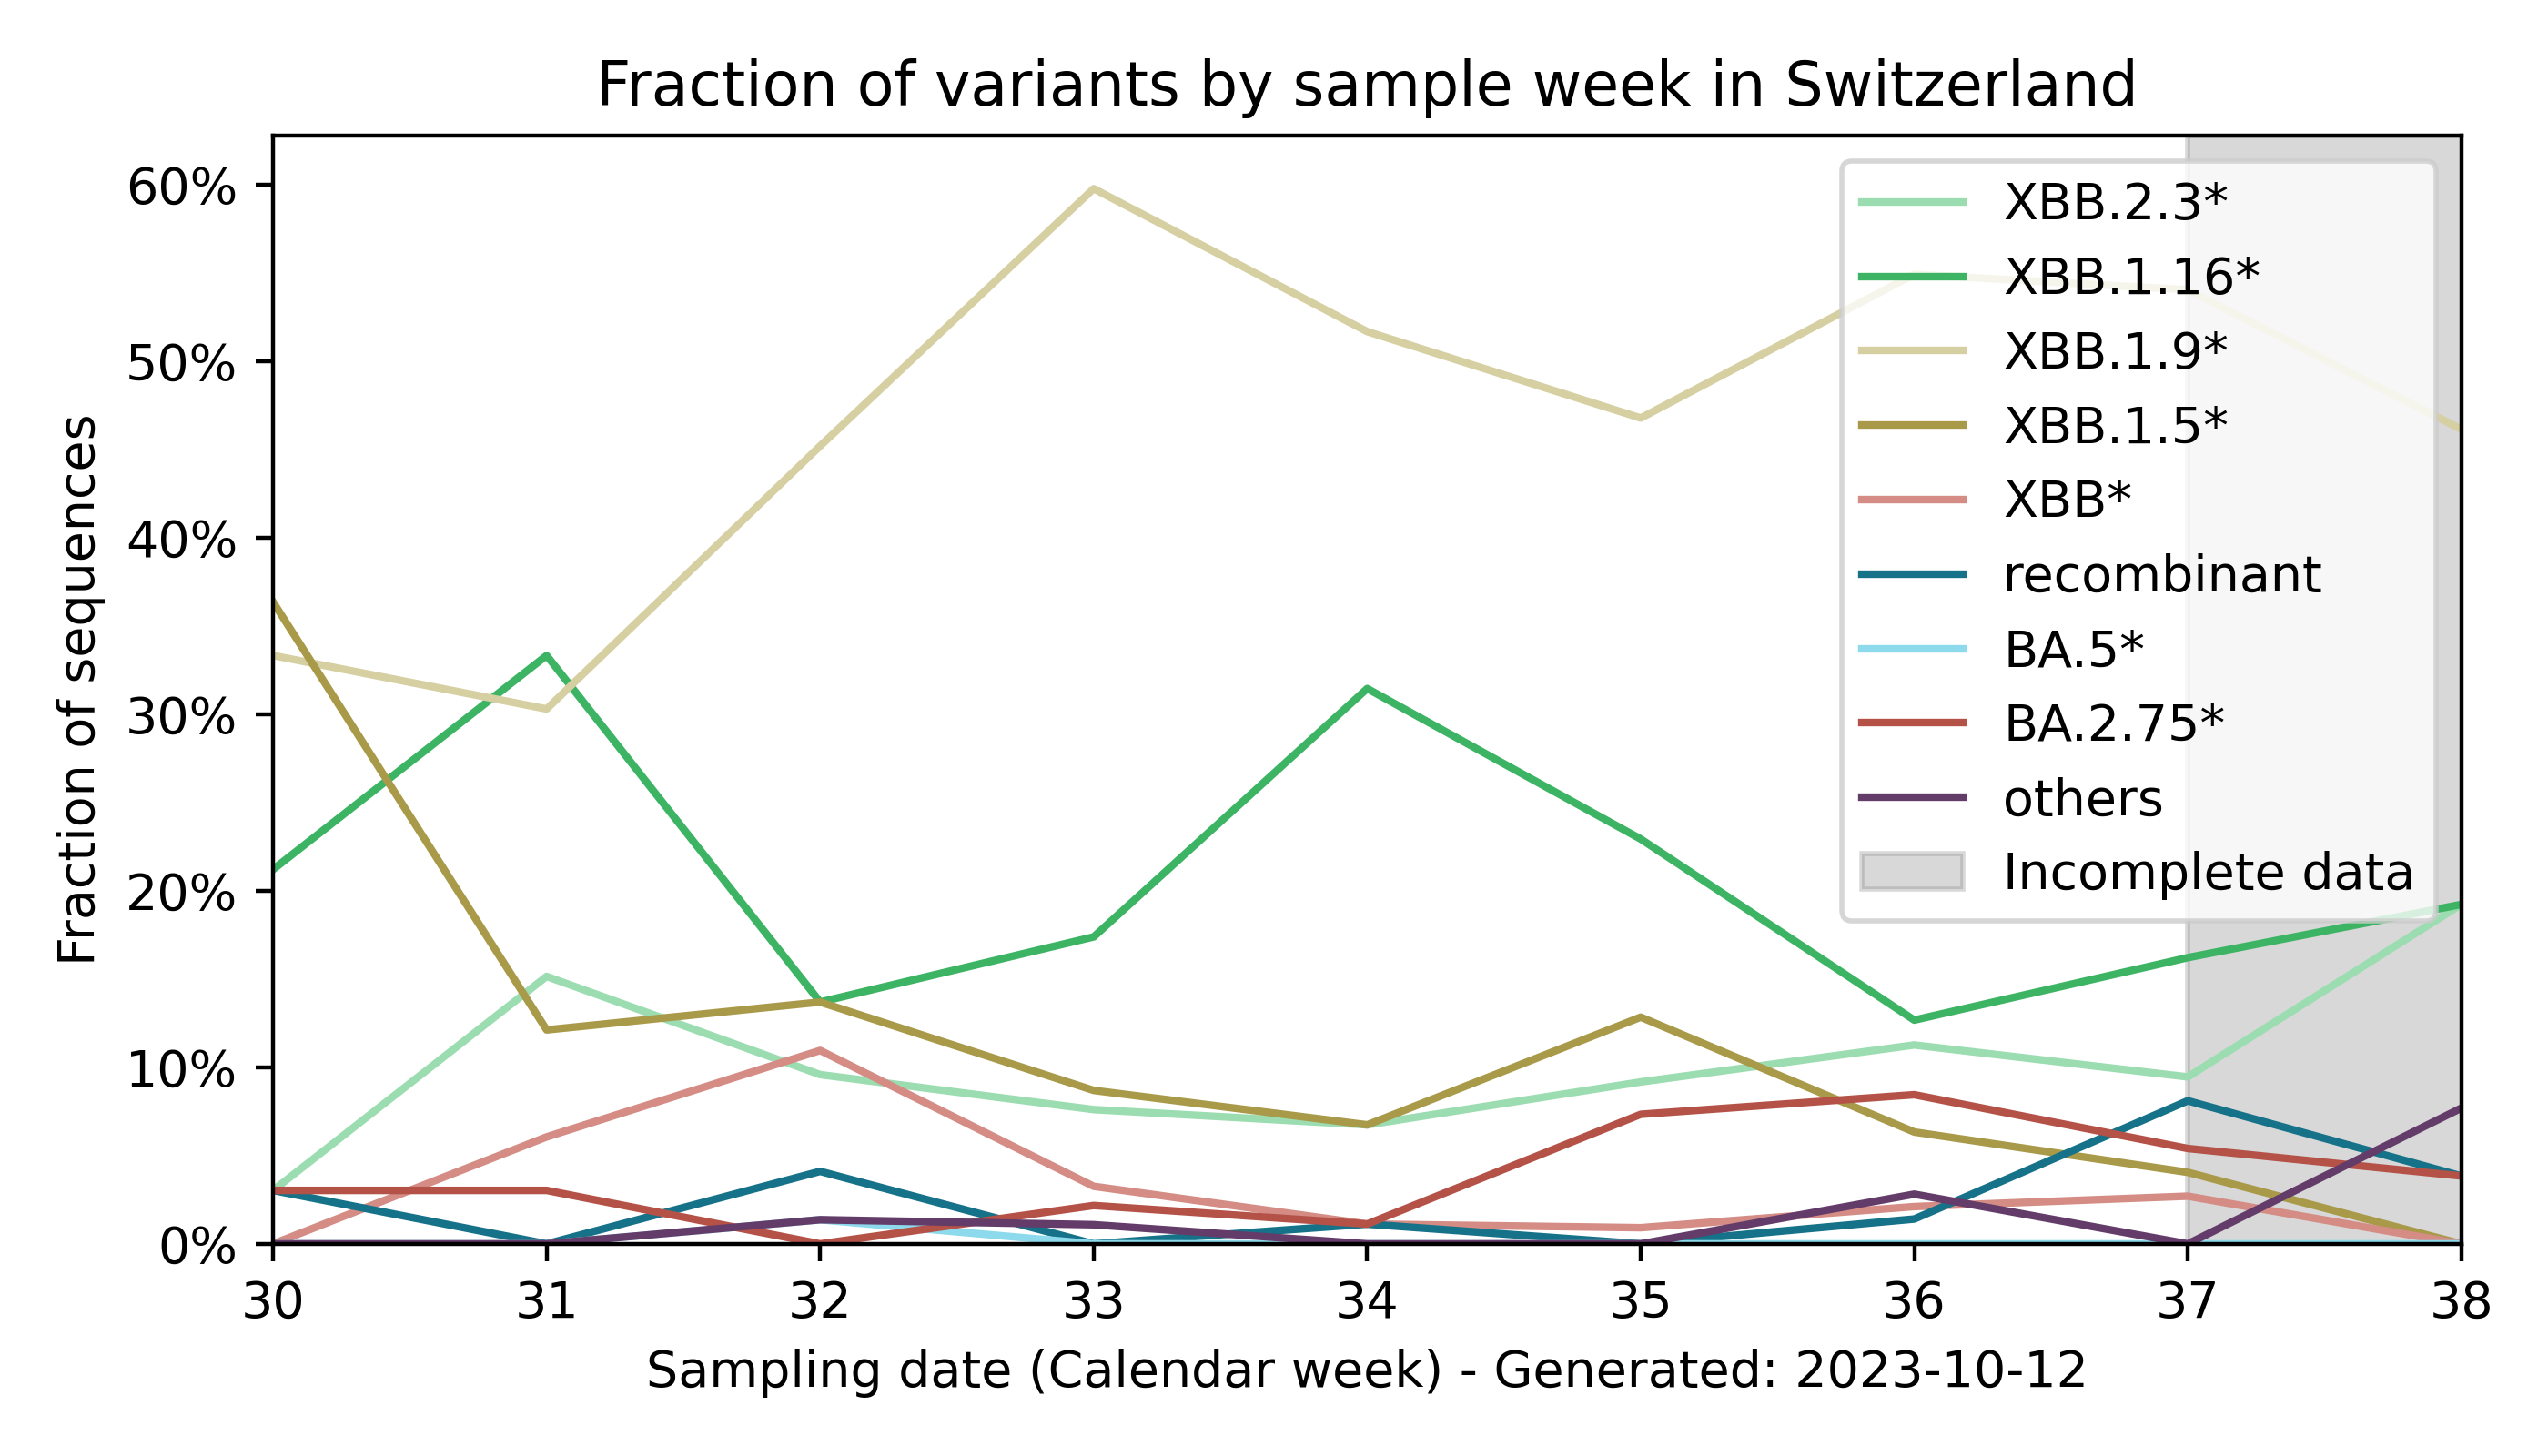 Fraction of variants by sample week in Switzerland
60%
50%
40%
30%
20%
10%
0%
Fraction of sequences
XBB.2.3*
XBB.1.16*
XBB.1.9*
XBB.1.5*
XBB*
recombinant
BA.5*
BA.2.75*
others
Incomplete data
30 31 32 33 34 35 36 37 38
Sampling date (Calendar week) - Generated: 2023-10-12